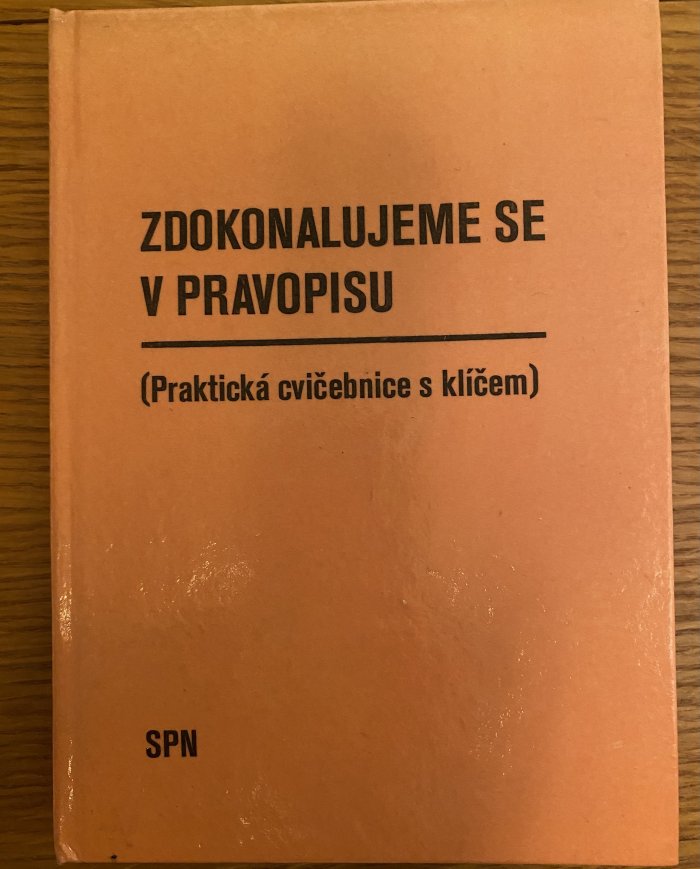 ZDOKONALUJEME SE
V PRAVOPISU
(Praktická cvičebnice s klíčem)
SPN